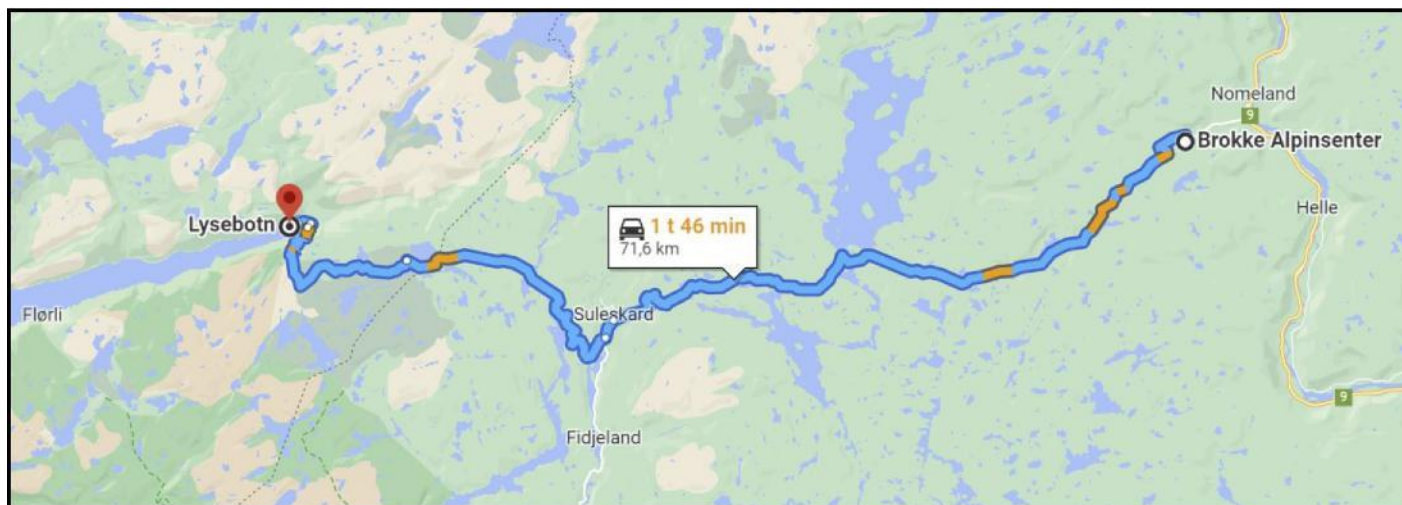 Nomeland
9
Brokke Alpinsenter
Helle
Lysebotn
1 t 46 min
71,6 km
Flørli
Suleskard
9
Fidjeland